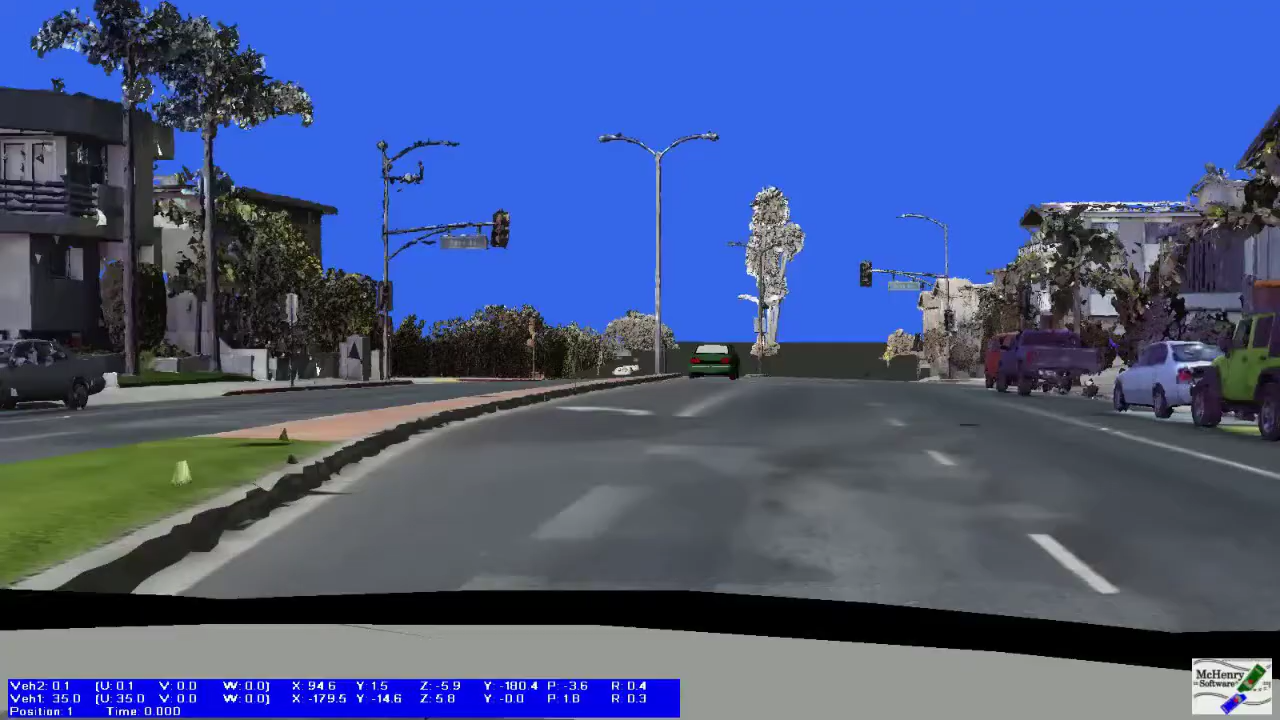 Veh2: 0.1 [U: 0.1 V: 0.0 W: 0.0] X: 94.6 Y: 1.5 Z: -5.9 Y: -180.4 P: -3.6 R: 0.4
Veh1: 35.0 [U: 35.0 V: 0.0 W: 0.0] X: -179.5 Y: -14.6 Z: 5.8 Y: -0.0 P: 1.8 R: 0.3
Position: 1 Time: 0.000
McHenry
Software